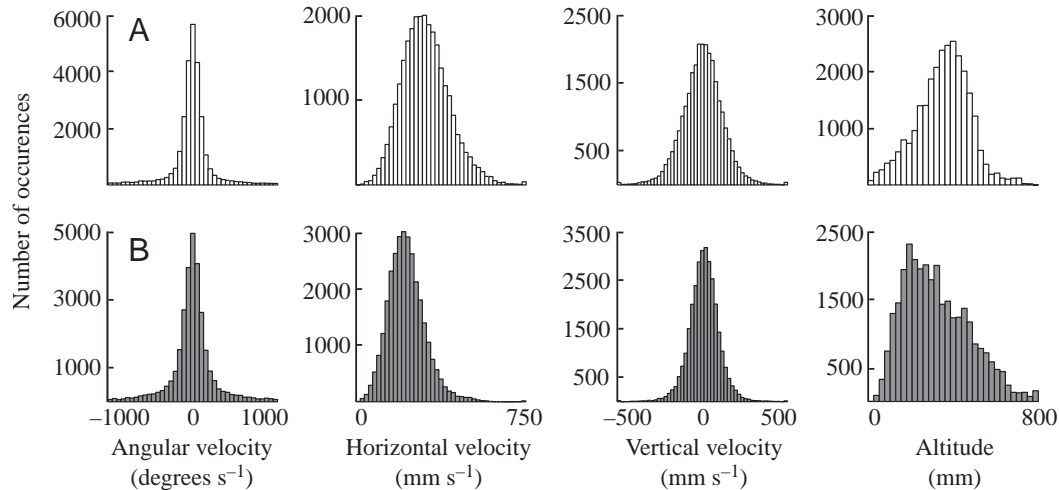 Number of occurences
A
6000
4000
2000
2000
1000
2500
1500
500
3000
2000
1000
B
5000
3000
1000
–1000 0 1000
Angular velocity
(degrees s–1)
3000
2000
1000
0 750
Horizontal velocity
(mm s–1)
3500
2500
1500
500
–500 0 500
Vertical velocity
(mm s–1)
2500
1500
500
0 800
Altitude
(mm)